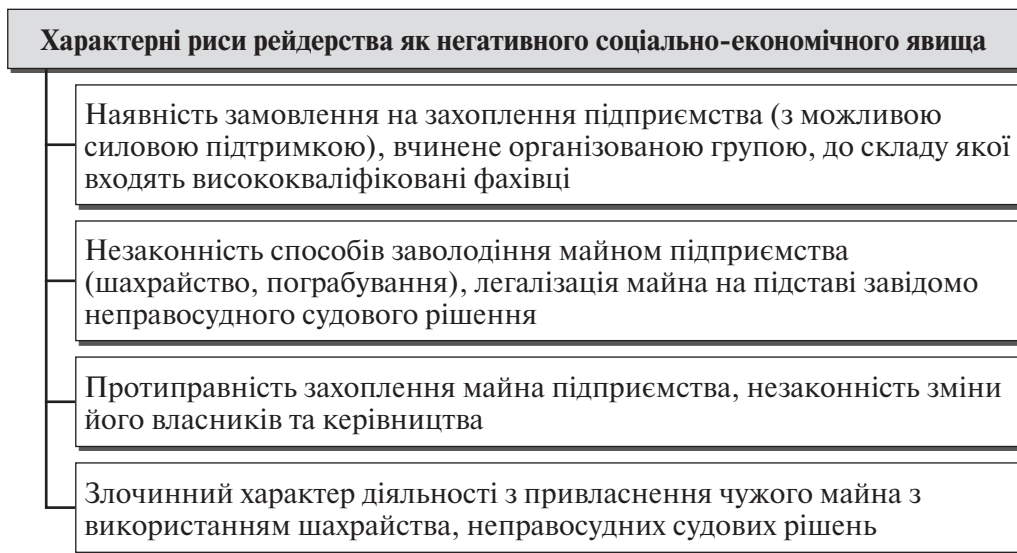 Характерні риси рейдерства як негативного соціально-економічного явища
Наявність замовлення на захоплення підприємства (з можливою
силовою підтримкою), вчинене організованою групою, до складу якої
входять висококваліфіковані фахівці
Незаконність способів заволодіння майном підприємства
(шахрайство, пограбування), легалізація майна на підставі завідомо
неправосудного судового рішення
Протиправність захоплення майна підприємства, незаконність зміни
його власників та керівництва
Злочинний характер діяльності з привласнення чужого майна з
використанням шахрайства, неправосудних судових рішень